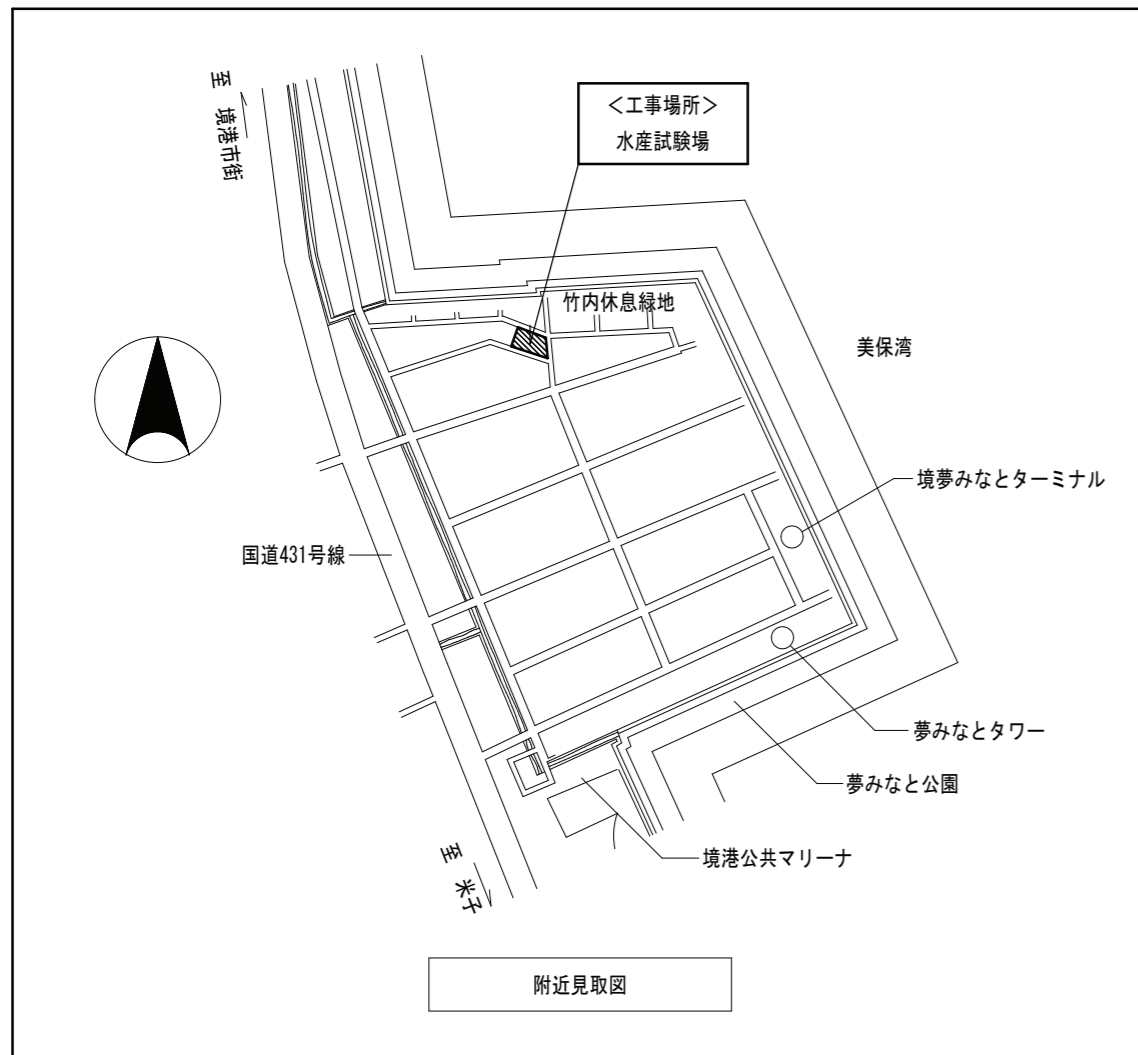 至 境港市街
＜工事場所＞
水産試験場
竹内休息緑地
美保湾
境夢みなとターミナル
国道431号線
夢みなとタワー
夢みなと公園
境港公共マリーナ
至 米子
附近見取図